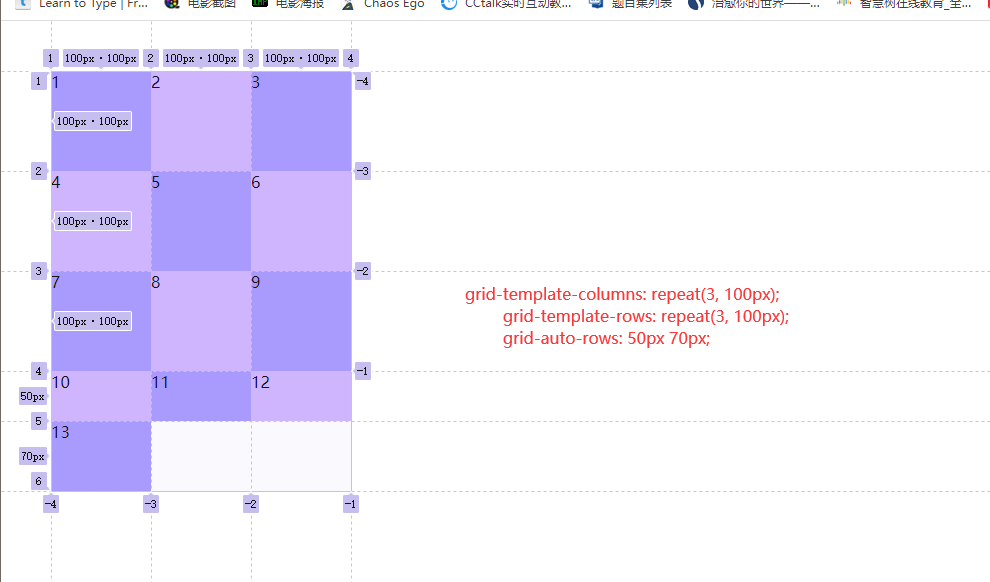 Learn to Type | Fr... 电影截图 电影海报 Chaos Ego CCtalk实时互动教... 题目集列表 治愈你的世界——... 智慧树在线教育_全...
1 100px · 100px 2 100px · 100px 3 100px · 100px 4
1 1 2 3 -4
100px · 100px
2 -3
4 5 6
100px · 100px
3 -2
7 8 9
grid-template-columns: repeat(3, 100px);
100px · 100px
grid-template-rows: repeat(3, 100px);
grid-auto-rows: 50px 70px;
4 -1
10 11 12
50px
5
13
70px
6
-4 -3 -2 -1